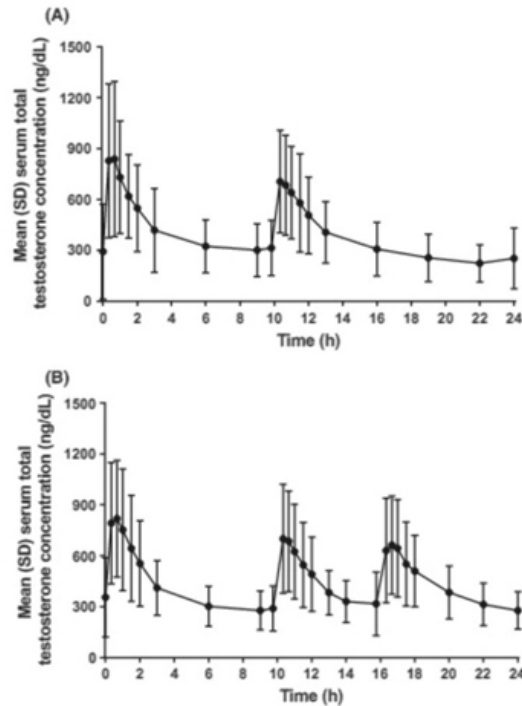 (A)
Mean (SD) serum total
testosterone concentration (ng/dL)
1500
1200
900
600
300
0
0 2 4 6 8 10 12 14 16 18 20 22 24
Time (h)
(B)
Mean (SD) serum total
testosterone concentration (ng/dL)
1500
1200
900
600
300
0
0 2 4 6 8 10 12 14 16 18 20 22 24
Time (h)